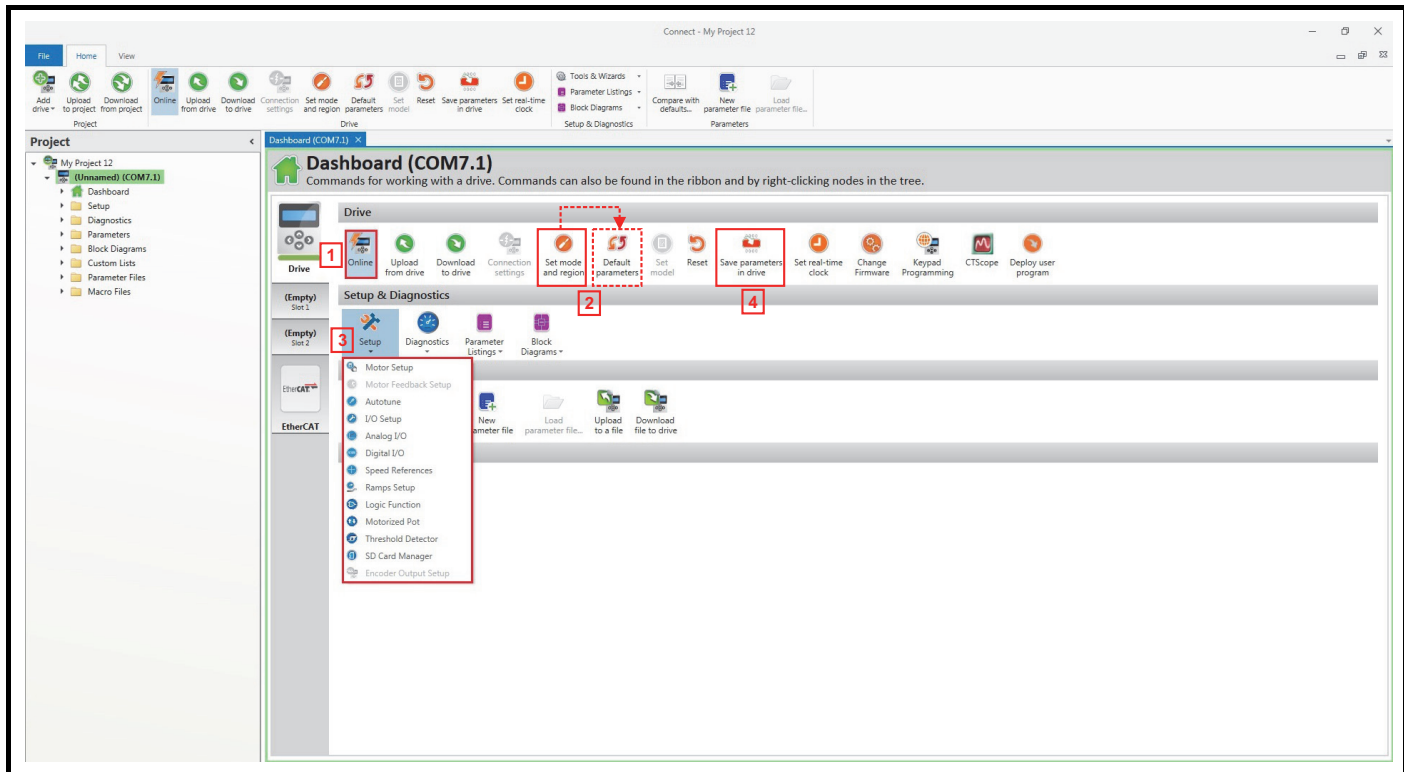 Connect - My Project 12
File Home View
Add drive Upload to project Download from project Online Upload from drive Download to drive Connection settings Set mode and region Default parameters Set model Reset Save parameters in drive Set real-time clock Tools & Wizards Parameter Listings Block Diagrams Compare with defaults... New parameter file Load parameter file...
Project Drive Setup & Diagnostics Parameters
Project
Dashboard (COM7.1)
My Project 12
(Unnamed) (COM7.1)
Dashboard
Setup
Diagnostics
Parameters
Block Diagrams
Custom Lists
Parameter Files
Macro Files
Dashboard (COM7.1)
Commands for working with a drive. Commands can also be found in the ribbon and by right-clicking nodes in the tree.
Drive
(Empty)
Slot 1
(Empty)
Slot 2
EtherCAT
EtherCAT
Drive
1
Online Upload from drive Download to drive Connection settings Set mode and region Default parameters Set model Reset Save parameters in drive Set real-time clock Change Firmware Keypad Programming CTScope Deploy user program
2
4
Setup & Diagnostics
3
Setup Diagnostics Parameter Listings Block Diagrams
Motor Setup
Motor Feedback Setup
Autotune
I/O Setup
Analog I/O
Digital I/O
Speed References
Ramps Setup
Logic Function
Motorized Pot
Threshold Detector
SD Card Manager
Encoder Output Setup
New ameter file Load parameter file... Upload to a file Download file to drive